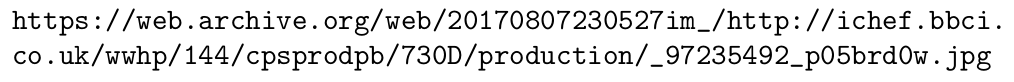 https://web.archive.org/web/20170807230527im_/http://ichef.bbci.
co.uk/wwhp/144/cpsprodpb/730D/production/_97235492_p05brd0w.jpg